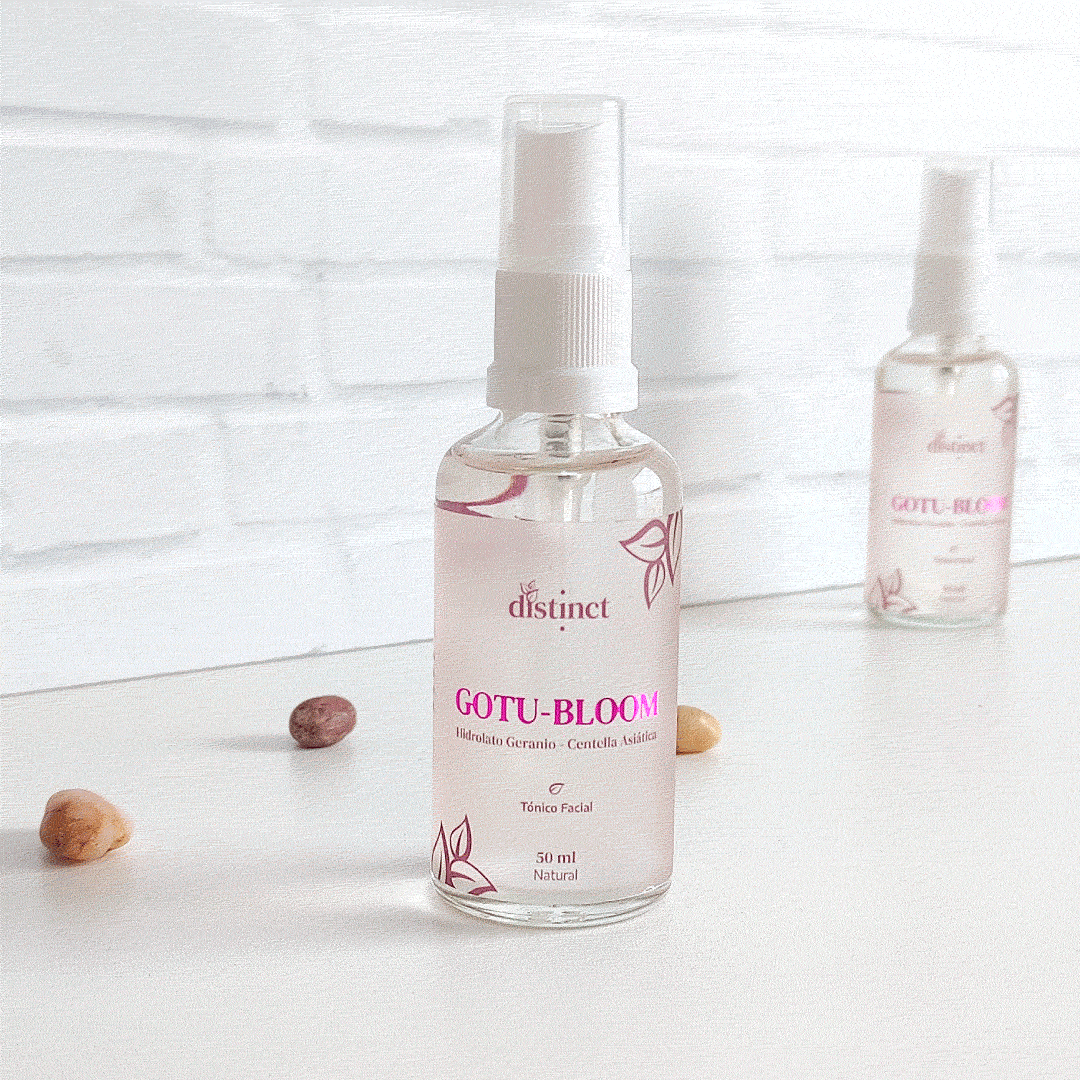 distinct
GOTU-BLOOM
Hidrolato Geranio - Centella Asiática
Tónico Facial
50 ml
Natural
distinct
GOTU-BLOOM